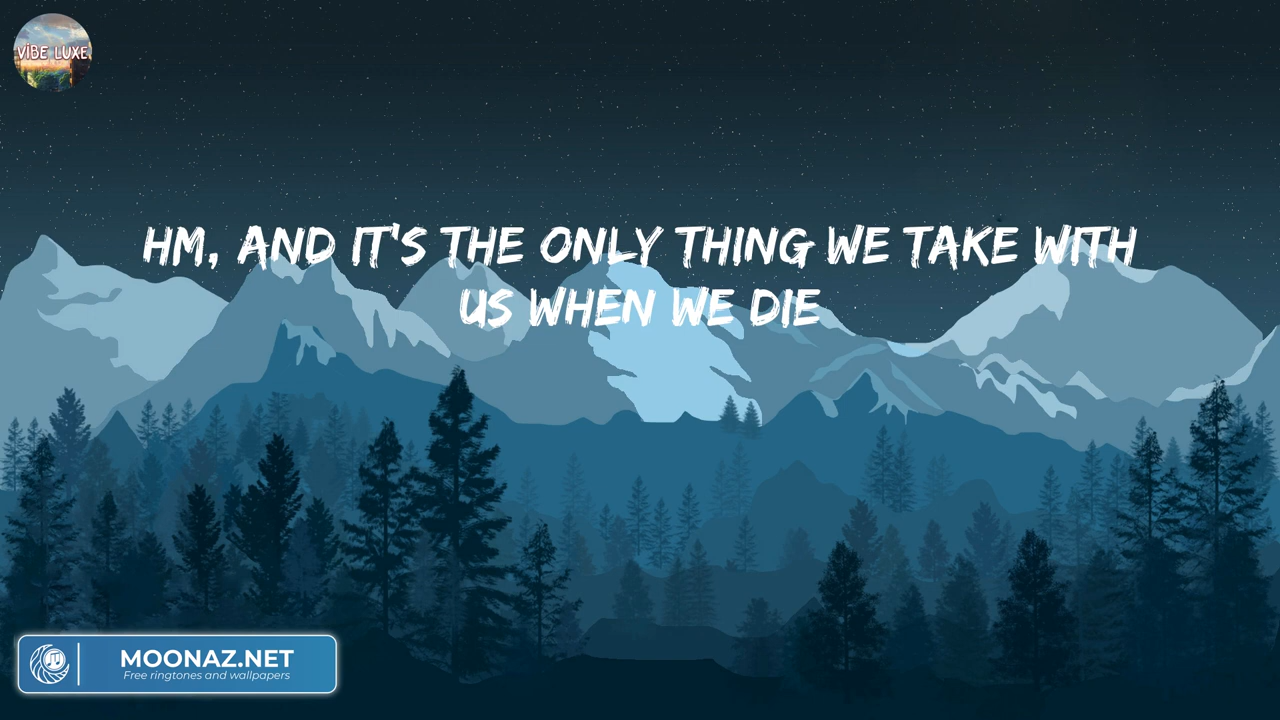 VIBE LUXE
HM, AND IT'S THE ONLY THING WE TAKE WITH
US WHEN WE DIE
MOONAZ.NET
Free ringtones and wallpapers